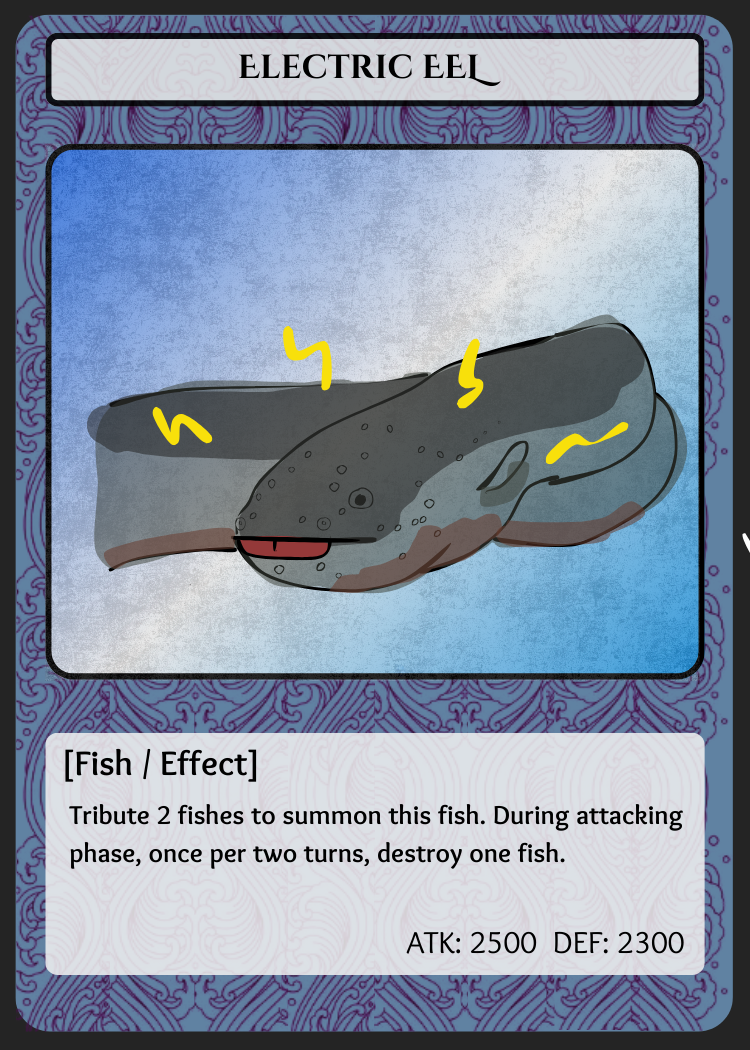 ELECTRIC EEL
[Fish / Effect]
Tribute 2 fishes to summon this fish. During attacking
phase, once per two turns, destroy one fish.
ATK: 2500 DEF: 2300